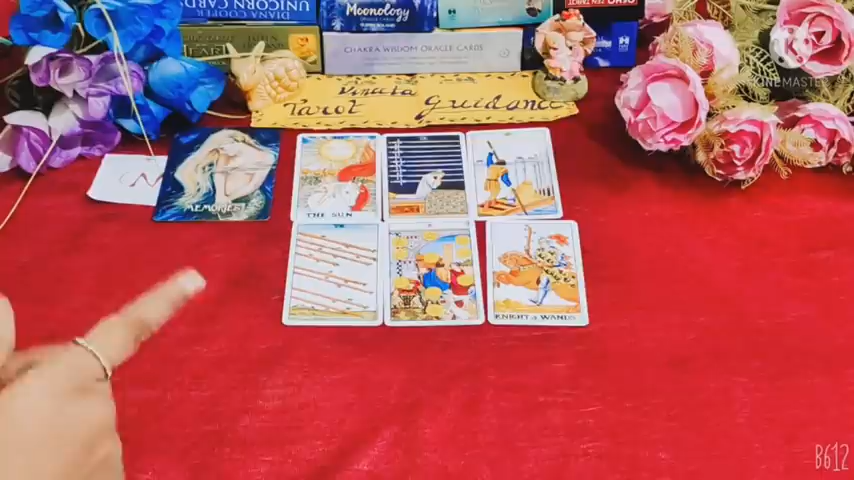 DIANA COOPER
UNICORN CARDS
MOONOLOGY
CHAKRA WISDOM ORACLE CARDS
Vineeta
Tarot Guidance
N
MEMORIES
THE SUN
KNIGHT of WANDS
KINEMASTER
B612